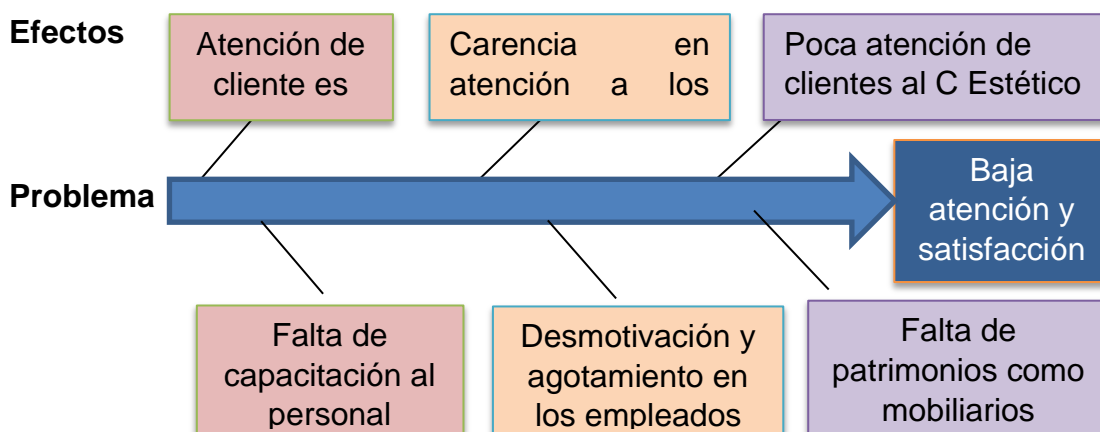 Efectos
Atención de
cliente es
Carencia en
atención a los
Poca atención de
clientes al C Estético
Problema
Baja
atención y
satisfacción
Falta de
capacitación al
personal
Desmotivación y
agotamiento en
los empleados
Falta de
patrimonios como
mobiliarios